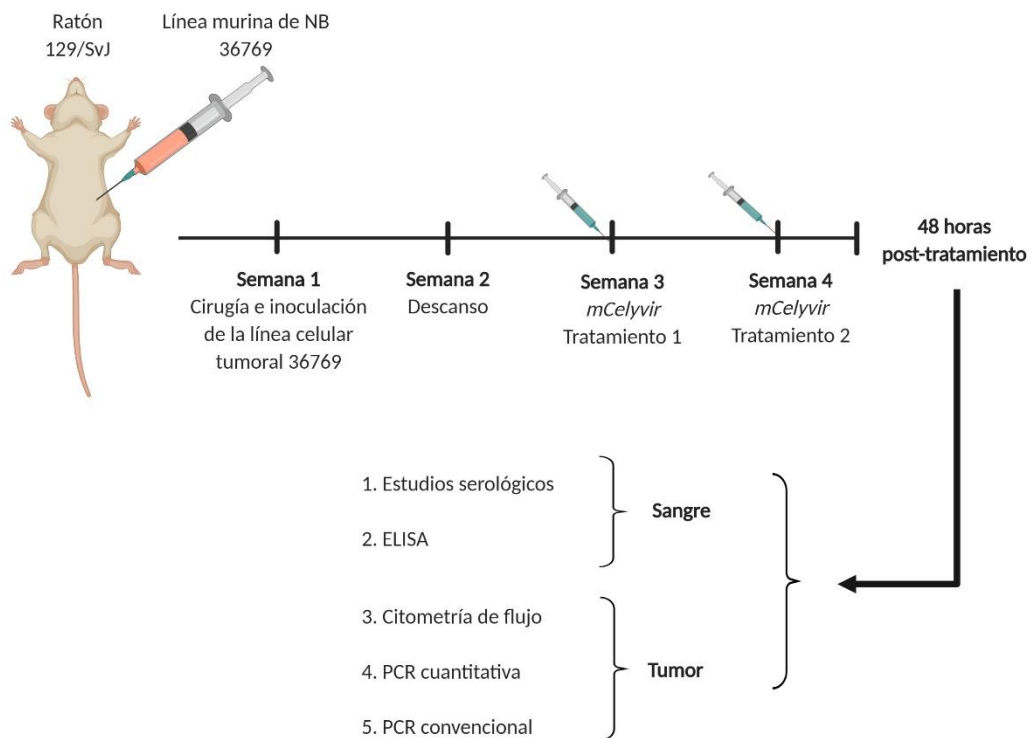 Ratón
129/SvJ
Línea murina de NB
36769
Semana 1
Cirugía e inoculación
de la línea celular
tumoral 36769
Semana 2
Descanso
Semana 3
mCelyvir
Tratamiento 1
Semana 4
mCelyvir
Tratamiento 2
48 horas
post-tratamiento
1. Estudios serológicos
2. ELISA
Sangre
3. Citometría de flujo
4. PCR cuantitativa
5. PCR convencional
Tumor